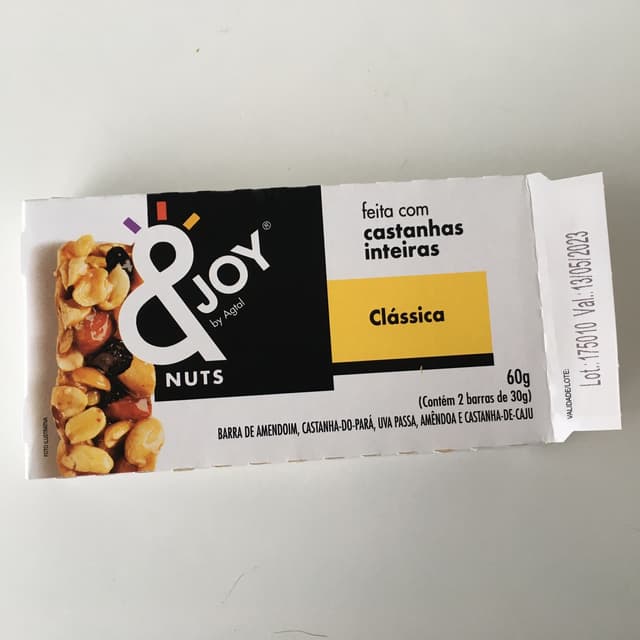 &JOY®
by Agtal
NUTS
feita com
castanhas
inteiras
Clássica
60g
(Contém 2 barras de 30g)
BARRA DE AMENDOIM, CASTANHA-DO-PARÁ, UVA PASSA, AMÊNDOA E CASTANHA-DE-CAJU
FOTO ILUSTRATIVA
VALIDADE/LOTE:
Lot.:175010 Val.:13/05/2023